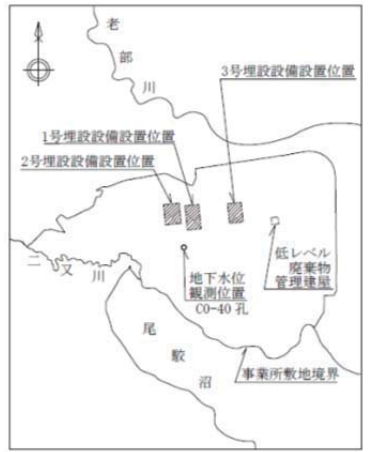 老部川
3号埋設設備設置位置
1号埋設設備設置位置
2号埋設設備設置位置
二又川
地下水位
観測位置
C0-40孔
低レベル
廃棄物
管理建屋
尾駮沼
事業所敷地境界